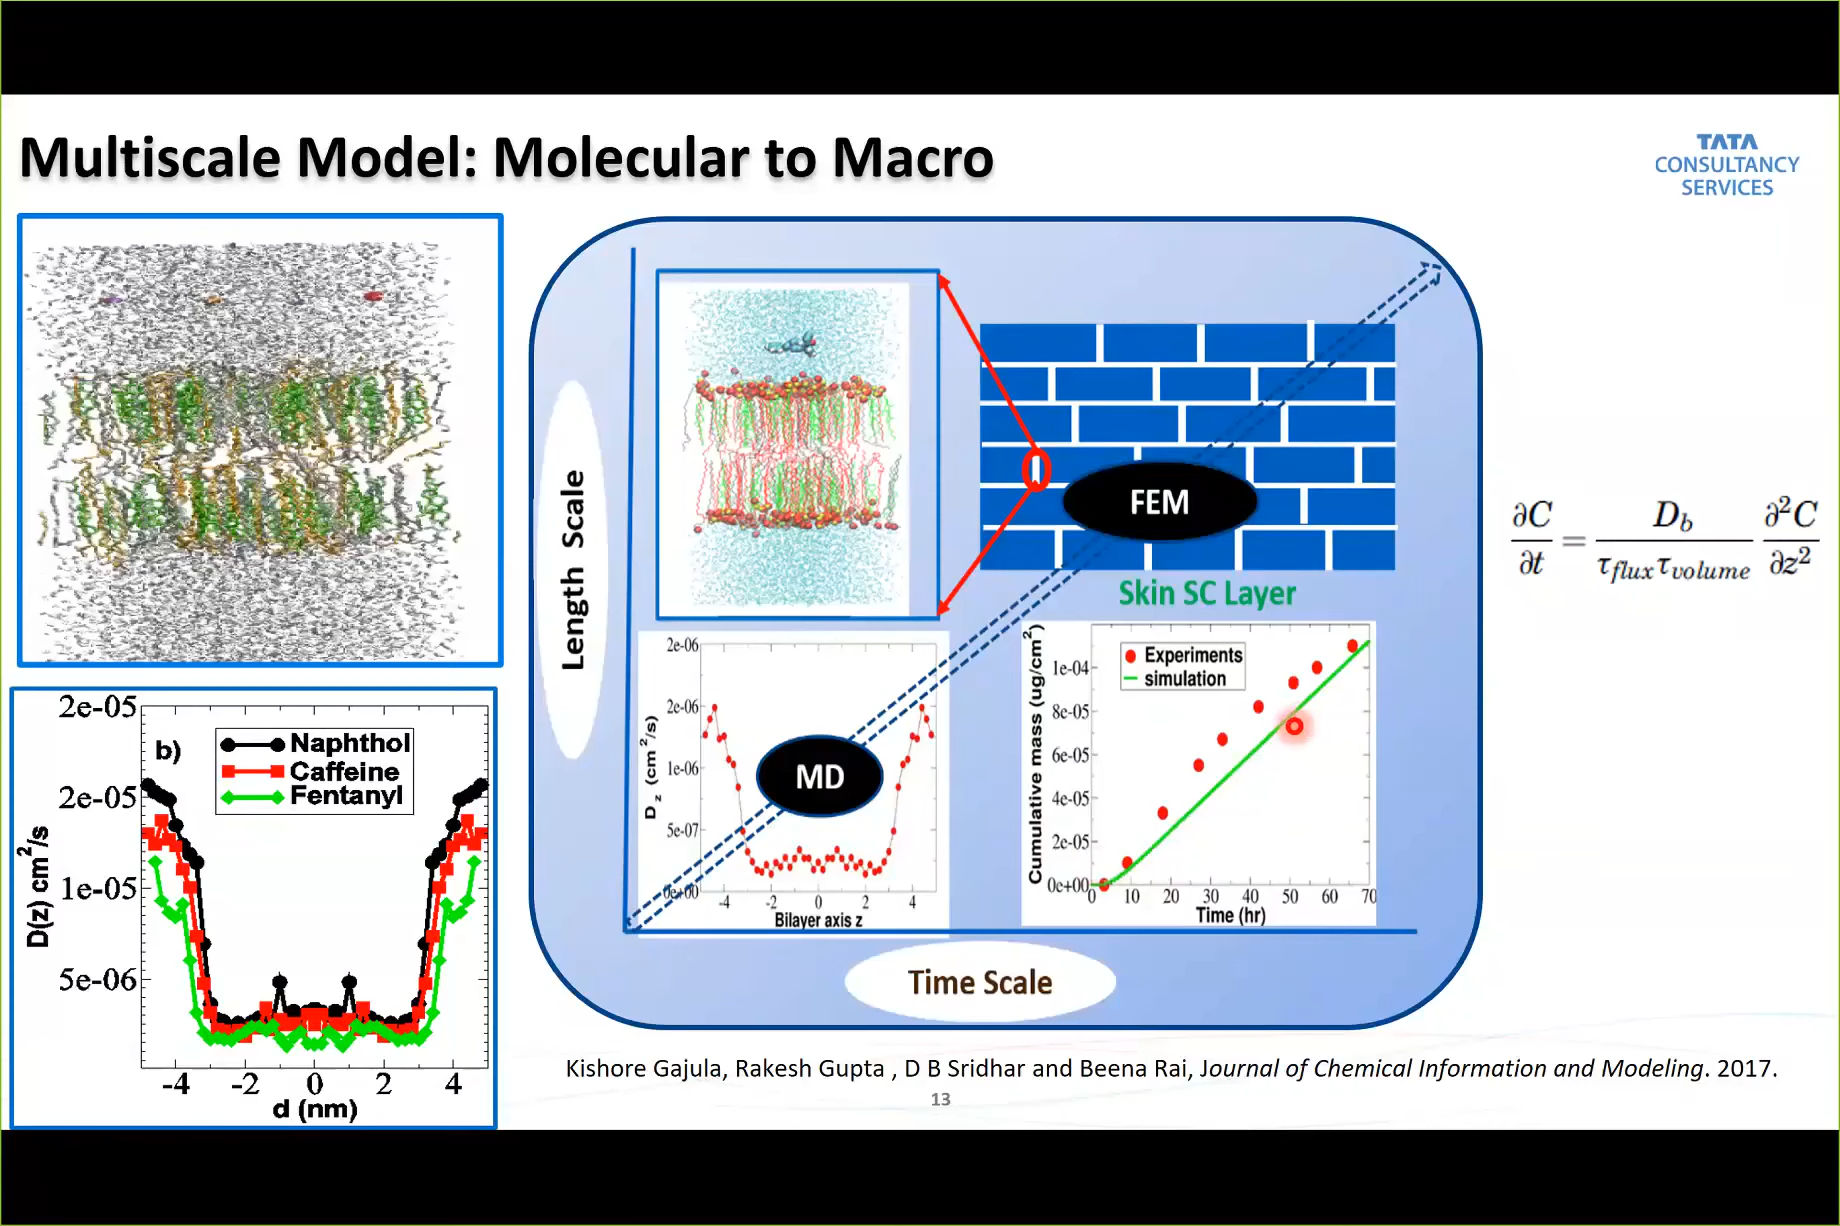 Multiscale Model: Molecular to Macro
TATA
CONSULTANCY
SERVICES
2e-05
2e-05
1e-05
5e-06
D(z) cm²/s
b)
Naphthol
Caffeine
Fentanyl
-4 -2 0 2 4
d (nm)
Length Scale
FEM
Skin SC Layer
2e-06
2e-06
1e-06
5e-07
0e+00
D z (cm²/s)
MD
-4 -2 0 2 4
Bilayer axis z
Cumulative mass (ug/cm²)
Experiments
simulation
1e-04
8e-05
6e-05
4e-05
2e-05
0e+00
0 10 20 30 40 50 60 70
Time (hr)
Time Scale
∂C/∂t = D_b/(τ_flux τ_volume) ∂²C/∂z²
Kishore Gajula, Rakesh Gupta , D B Sridhar and Beena Rai, Journal of Chemical Information and Modeling. 2017.
13